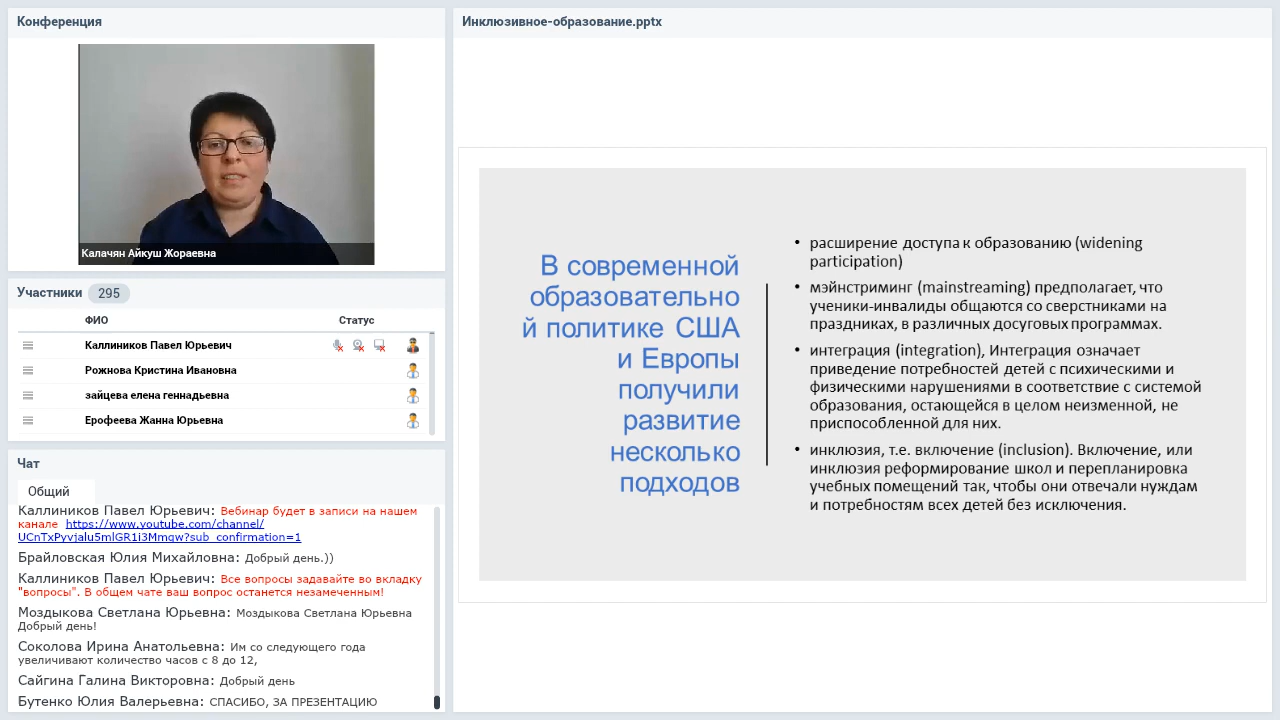 Конференция
Калачян Айкуш Жораевна
Участники 295
ФИО Статус
Каллиников Павел Юрьевич
Рожнова Кристина Ивановна
зайцева елена геннадьевна
Ерофеева Жанна Юрьевна
Чат
Общий
Каллиников Павел Юрьевич: Вебинар будет в записи на нашем
канале https://www.youtube.com/channel/
UCnTxPyvjalu5mlGR1i3Mmqw?sub_confirmation=1
Брайловская Юлия Михайловна: Добрый день.))
Каллиников Павел Юрьевич: Все вопросы задавайте во вкладку
"вопросы". В общем чате ваш вопрос останется незамеченным!
Моздыкова Светлана Юрьевна: Моздыкова Светлана Юрьевна
Добрый день!
Соколова Ирина Анатольевна: Им со следующего года
увеличивают количество часов с 8 до 12,
Сайгина Галина Викторовна: Добрый день
Бутенко Юлия Валерьевна: СПАСИБО, ЗА ПРЕЗЕНТАЦИЮ
Инклюзивное-образование.pptx
В современной
образовательно
й политике США
и Европы
получили
развитие
несколько
подходов
• расширение доступа к образованию (widening
participation)
• мэйнстриминг (mainstreaming) предполагает, что
ученики-инвалиды общаются со сверстниками на
праздниках, в различных досуговых программах.
• интеграция (integration), Интеграция означает
приведение потребностей детей с психическими и
физическими нарушениями в соответствие с системой
образования, остающейся в целом неизменной, не
приспособленной для них.
• инклюзия, т.е. включение (inclusion). Включение, или
инклюзия реформирование школ и перепланировка
учебных помещений так, чтобы они отвечали нуждам
и потребностям всех детей без исключения.